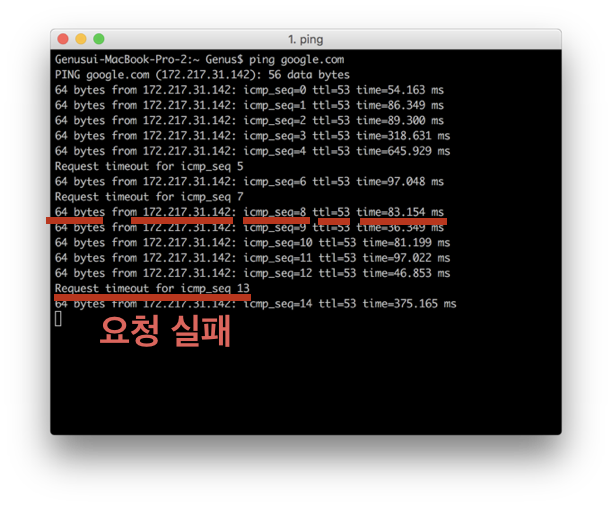 1. ping
Genusui-MacBook-Pro-2:~ Genus$ ping google.com
PING google.com (172.217.31.142): 56 data bytes
64 bytes from 172.217.31.142: icmp_seq=0 ttl=53 time=54.163 ms
64 bytes from 172.217.31.142: icmp_seq=1 ttl=53 time=86.349 ms
64 bytes from 172.217.31.142: icmp_seq=2 ttl=53 time=89.300 ms
64 bytes from 172.217.31.142: icmp_seq=3 ttl=53 time=318.631 ms
64 bytes from 172.217.31.142: icmp_seq=4 ttl=53 time=645.929 ms
Request timeout for icmp_seq 5
64 bytes from 172.217.31.142: icmp_seq=6 ttl=53 time=97.048 ms
Request timeout for icmp_seq 7
64 bytes from 172.217.31.142: icmp_seq=8 ttl=53 time=83.154 ms
64 bytes from 172.217.31.142: icmp_seq=9 ttl=53 time=36.349 ms
64 bytes from 172.217.31.142: icmp_seq=10 ttl=53 time=81.199 ms
64 bytes from 172.217.31.142: icmp_seq=11 ttl=53 time=97.022 ms
64 bytes from 172.217.31.142: icmp_seq=12 ttl=53 time=46.853 ms
Request timeout for icmp_seq 13
64 bytes from 172.217.31.142: icmp_seq=14 ttl=53 time=375.165 ms
요청 실패